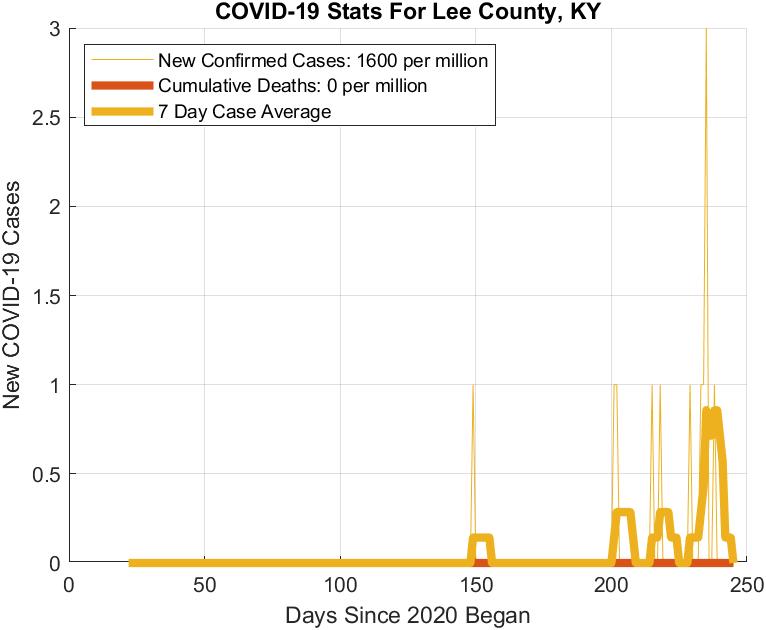 COVID-19 Stats For Lee County, KY
New Confirmed Cases: 1600 per million
Cumulative Deaths: 0 per million
7 Day Case Average
New COVID-19 Cases
3
2.5
2
1.5
1
0.5
0
0 50 100 150 200 250
Days Since 2020 Began